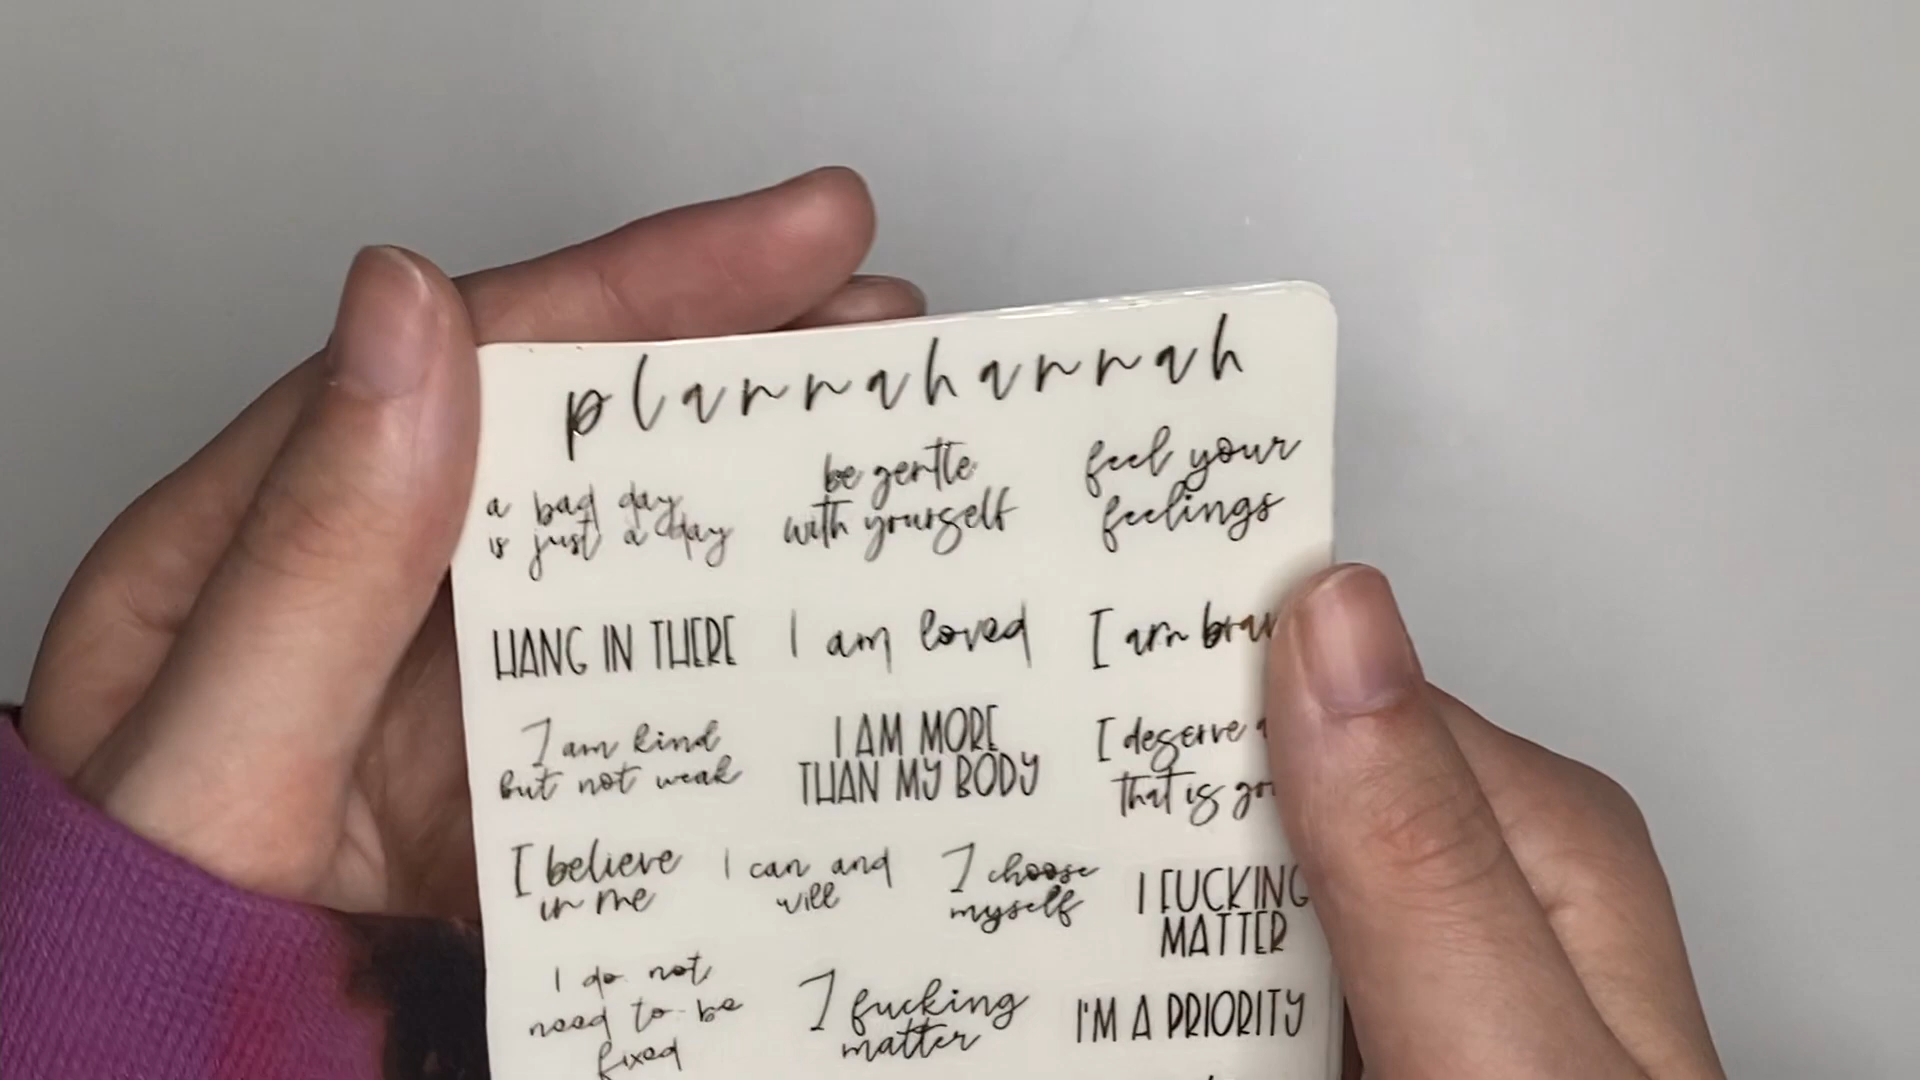 plannahannah
a bad day
is just a day
be gentle
with yourself
feel your
feelings
HANG IN THERE
I am loved
I am
I am kind
but not weak
I AM MORE
THAN MY BODY
I deserve
that is
I believe
in me
I can and
will
I choose
myself
I FUCKING
MATTER
I do not
need to be
fixed
I fucking
matter
I'M A PRIORITY